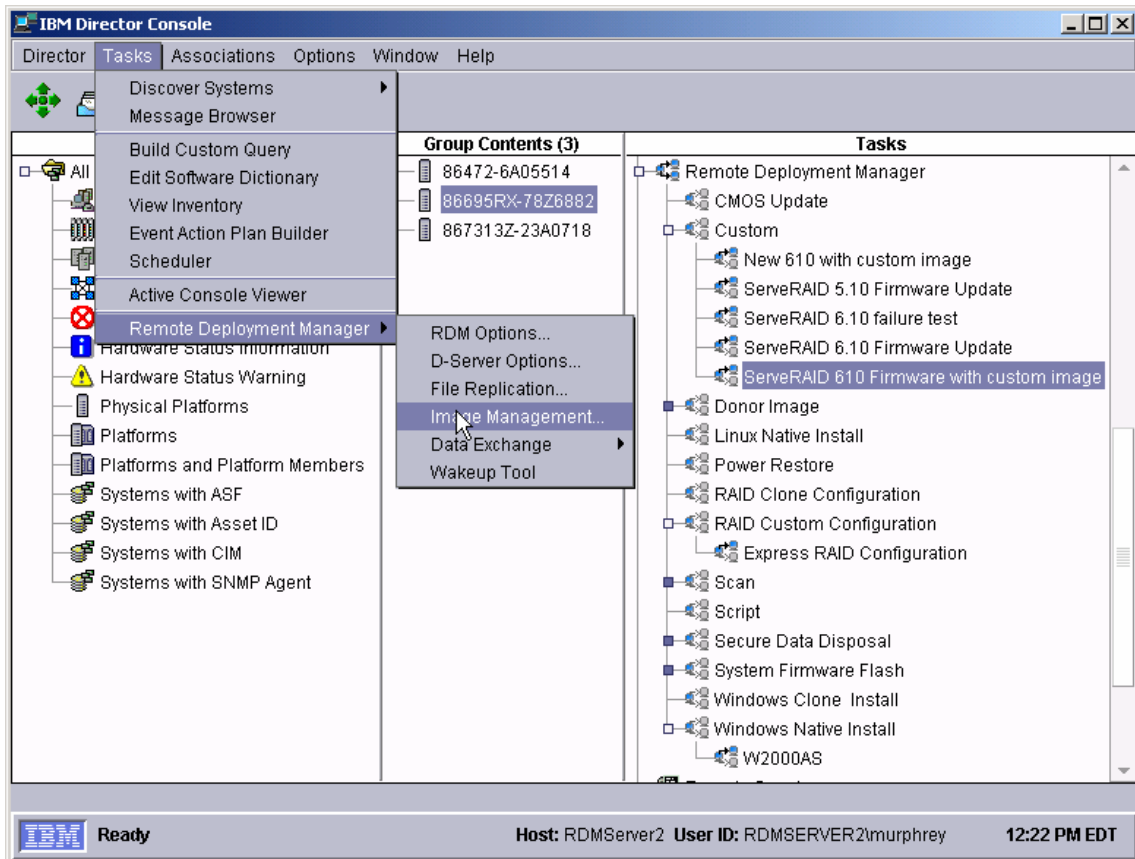 IBM Director Console
Director Tasks Associations Options Window Help
Discover Systems
Message Browser
Build Custom Query
Edit Software Dictionary
View Inventory
Event Action Plan Builder
Scheduler
Active Console Viewer
Remote Deployment Manager
RDM Options...
D-Server Options...
File Replication...
Image Management...
Data Exchange
Wakeup Tool
All
Hardware Status Information
Hardware Status Warning
Physical Platforms
Platforms
Platforms and Platform Members
Systems with ASF
Systems with Asset ID
Systems with CIM
Systems with SNMP Agent
Group Contents (3)
86472-6A05514
86695RX-78Z6882
867313Z-23A0718
Tasks
Remote Deployment Manager
CMOS Update
Custom
New 610 with custom image
ServeRAID 5.10 Firmware Update
ServeRAID 6.10 failure test
ServeRAID 6.10 Firmware Update
ServeRAID 610 Firmware with custom image
Donor Image
Linux Native Install
Power Restore
RAID Clone Configuration
RAID Custom Configuration
Express RAID Configuration
Scan
Script
Secure Data Disposal
System Firmware Flash
Windows Clone Install
Windows Native Install
W2000AS
IBM Ready Host: RDMServer2 User ID: RDMSERVER2\murphrey 12:22 PM EDT